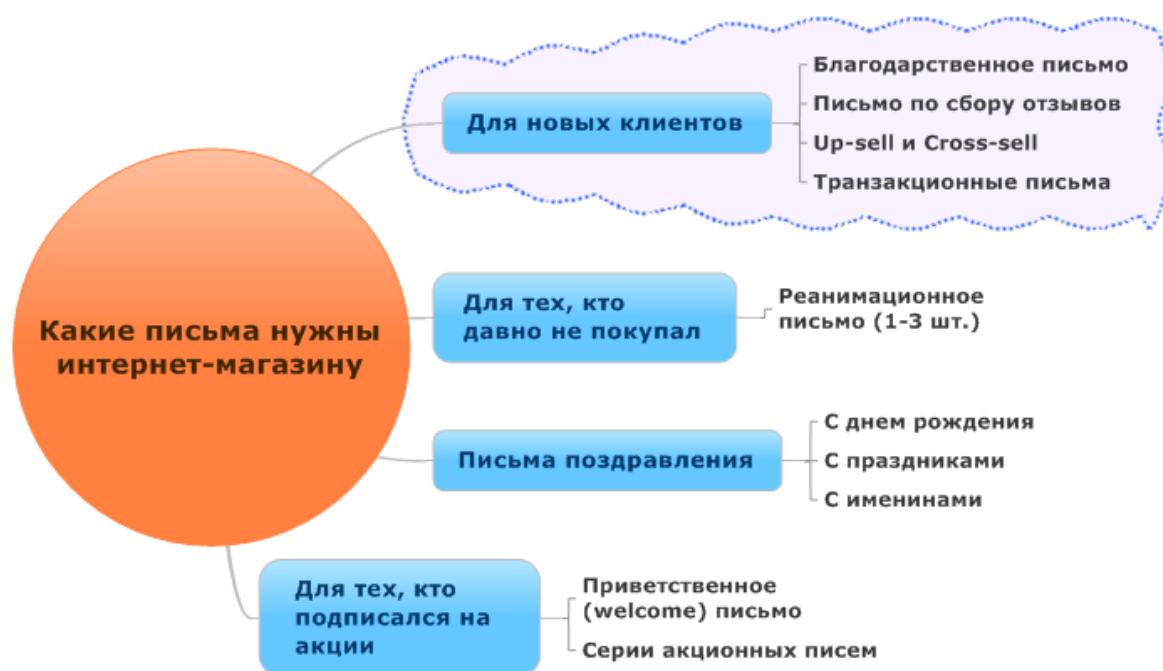 Какие письма нужны
интернет-магазину
Для новых клиентов
Благодарственное письмо
Письмо по сбору отзывов
Up-sell и Cross-sell
Транзакционные письма
Для тех, кто
давно не покупал
Реанимационное
письмо (1-3 шт.)
Письма поздравления
С днем рождения
С праздниками
С именинами
Для тех, кто
подписался на
акции
Приветственное
(welcome) письмо
Серии акционных писем